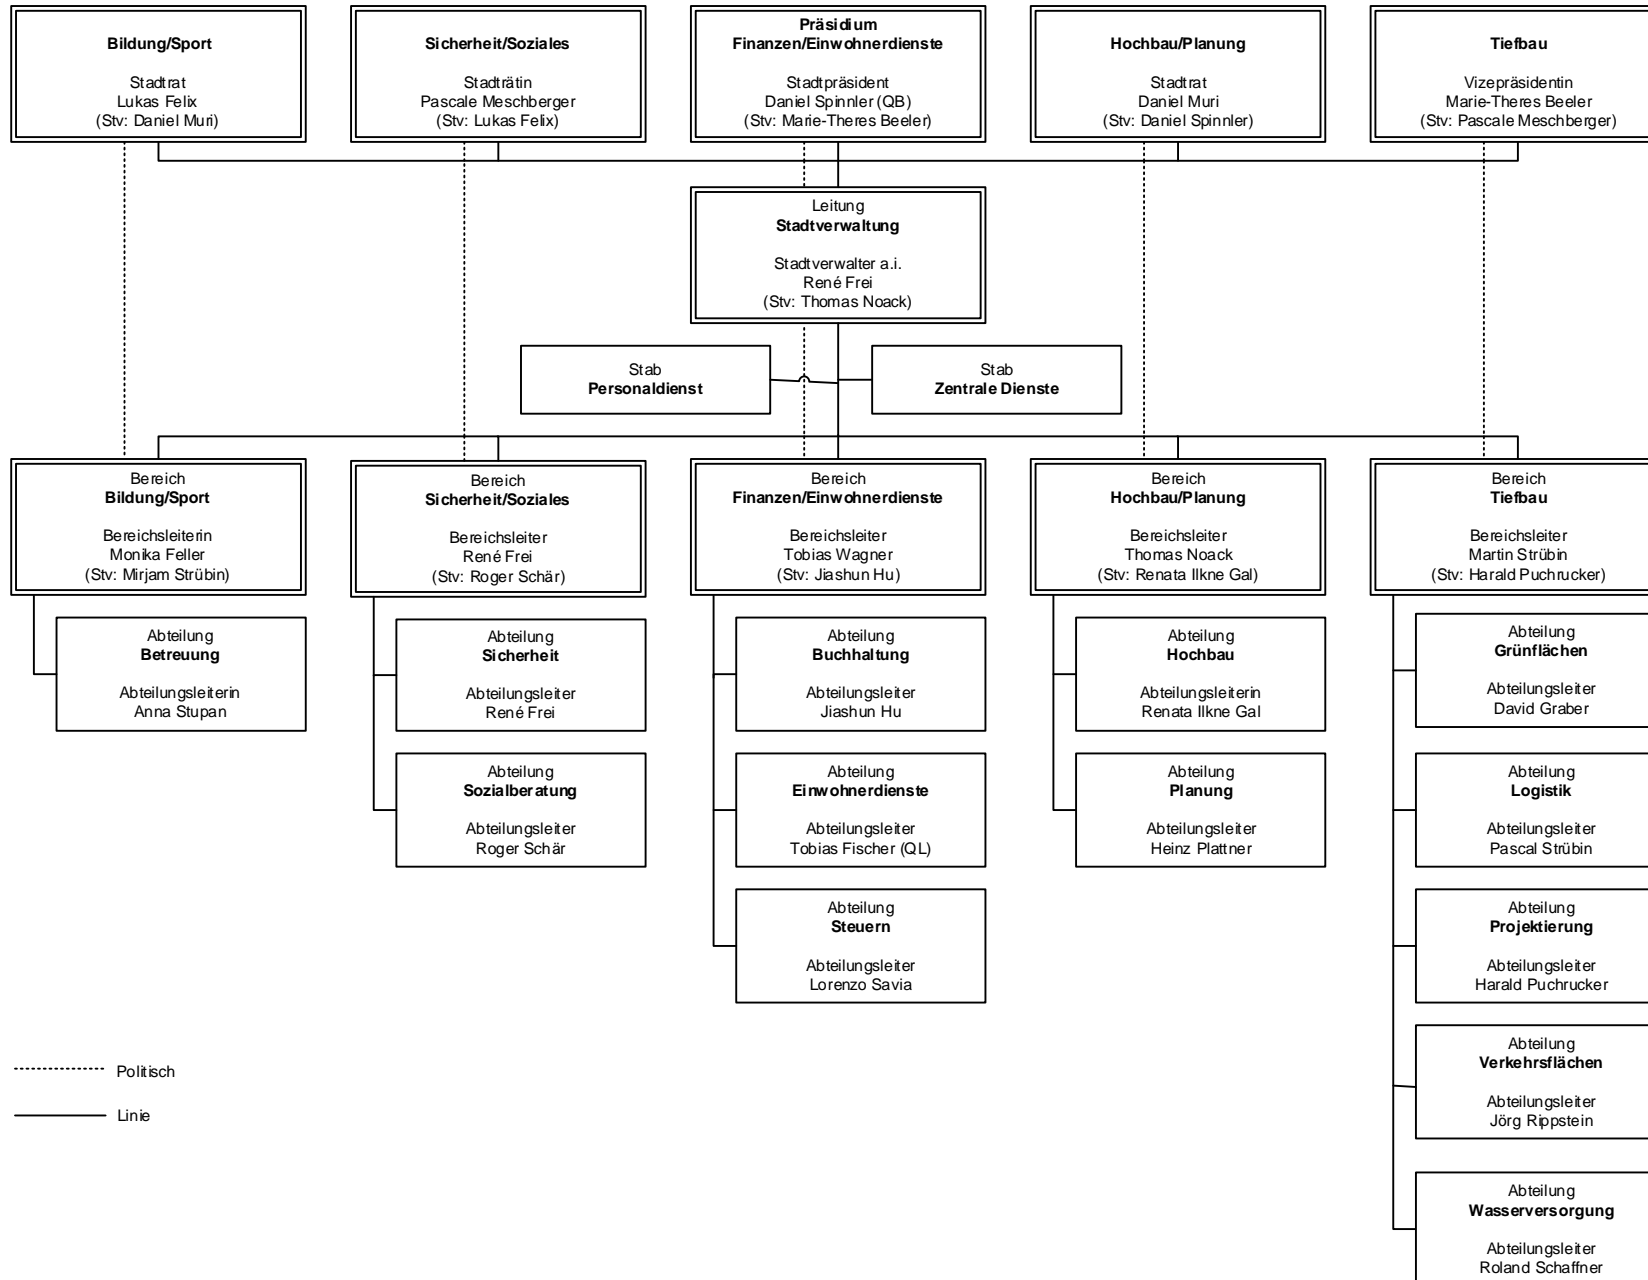 Bildung/Sport
Stadtrat
Lukas Felix
(Stv: Daniel Muri)
Sicherheit/Soziales
Stadträtin
Pascale Meschberger
(Stv: Lukas Felix)
Präsidium
Finanzen/Einwohnerdienste
Stadtpräsident
Daniel Spinnler (QB)
(Stv: Marie-Theres Beeler)
Hochbau/Planung
Stadtrat
Daniel Muri
(Stv: Daniel Spinnler)
Tiefbau
Vizepräsidentin
Marie-Theres Beeler
(Stv: Pascale Meschberger)
Leitung
Stadtverwaltung
Stadtverwalter a.i.
René Frei
(Stv: Thomas Noack)
Stab
Personaldienst
Stab
Zentrale Dienste
Bereich
Bildung/Sport
Bereichsleiterin
Monika Feller
(Stv: Mirjam Strübin)
Bereich
Sicherheit/Soziales
Bereichsleiter
René Frei
(Stv: Roger Schär)
Bereich
Finanzen/Einwohnerdienste
Bereichsleiter
Tobias Wagner
(Stv: Jiashun Hu)
Bereich
Hochbau/Planung
Bereichsleiter
Thomas Noack
(Stv: Renata Ilkne Gal)
Bereich
Tiefbau
Bereichsleiter
Martin Strübin
(Stv: Harald Puchrucker)
Abteilung
Betreuung
Abteilungsleiterin
Anna Stupan
Abteilung
Sicherheit
Abteilungsleiter
René Frei
Abteilung
Sozialberatung
Abteilungsleiter
Roger Schär
Abteilung
Buchhaltung
Abteilungsleiter
Jiashun Hu
Abteilung
Einwohnerdienste
Abteilungsleiter
Tobias Fischer (QL)
Abteilung
Steuern
Abteilungsleiter
Lorenzo Savia
Abteilung
Hochbau
Abteilungsleiterin
Renata Ilkne Gal
Abteilung
Planung
Abteilungsleiter
Heinz Plattner
Abteilung
Grünflächen
Abteilungsleiter
David Graber
Abteilung
Logistik
Abteilungsleiter
Pascal Strübin
Abteilung
Projektierung
Abteilungsleiter
Harald Puchrucker
Abteilung
Verkehrsflächen
Abteilungsleiter
Jörg Rippstein
Abteilung
Wasserversorgung
Abteilungsleiter
Roland Schaffner
Politisch
Linie